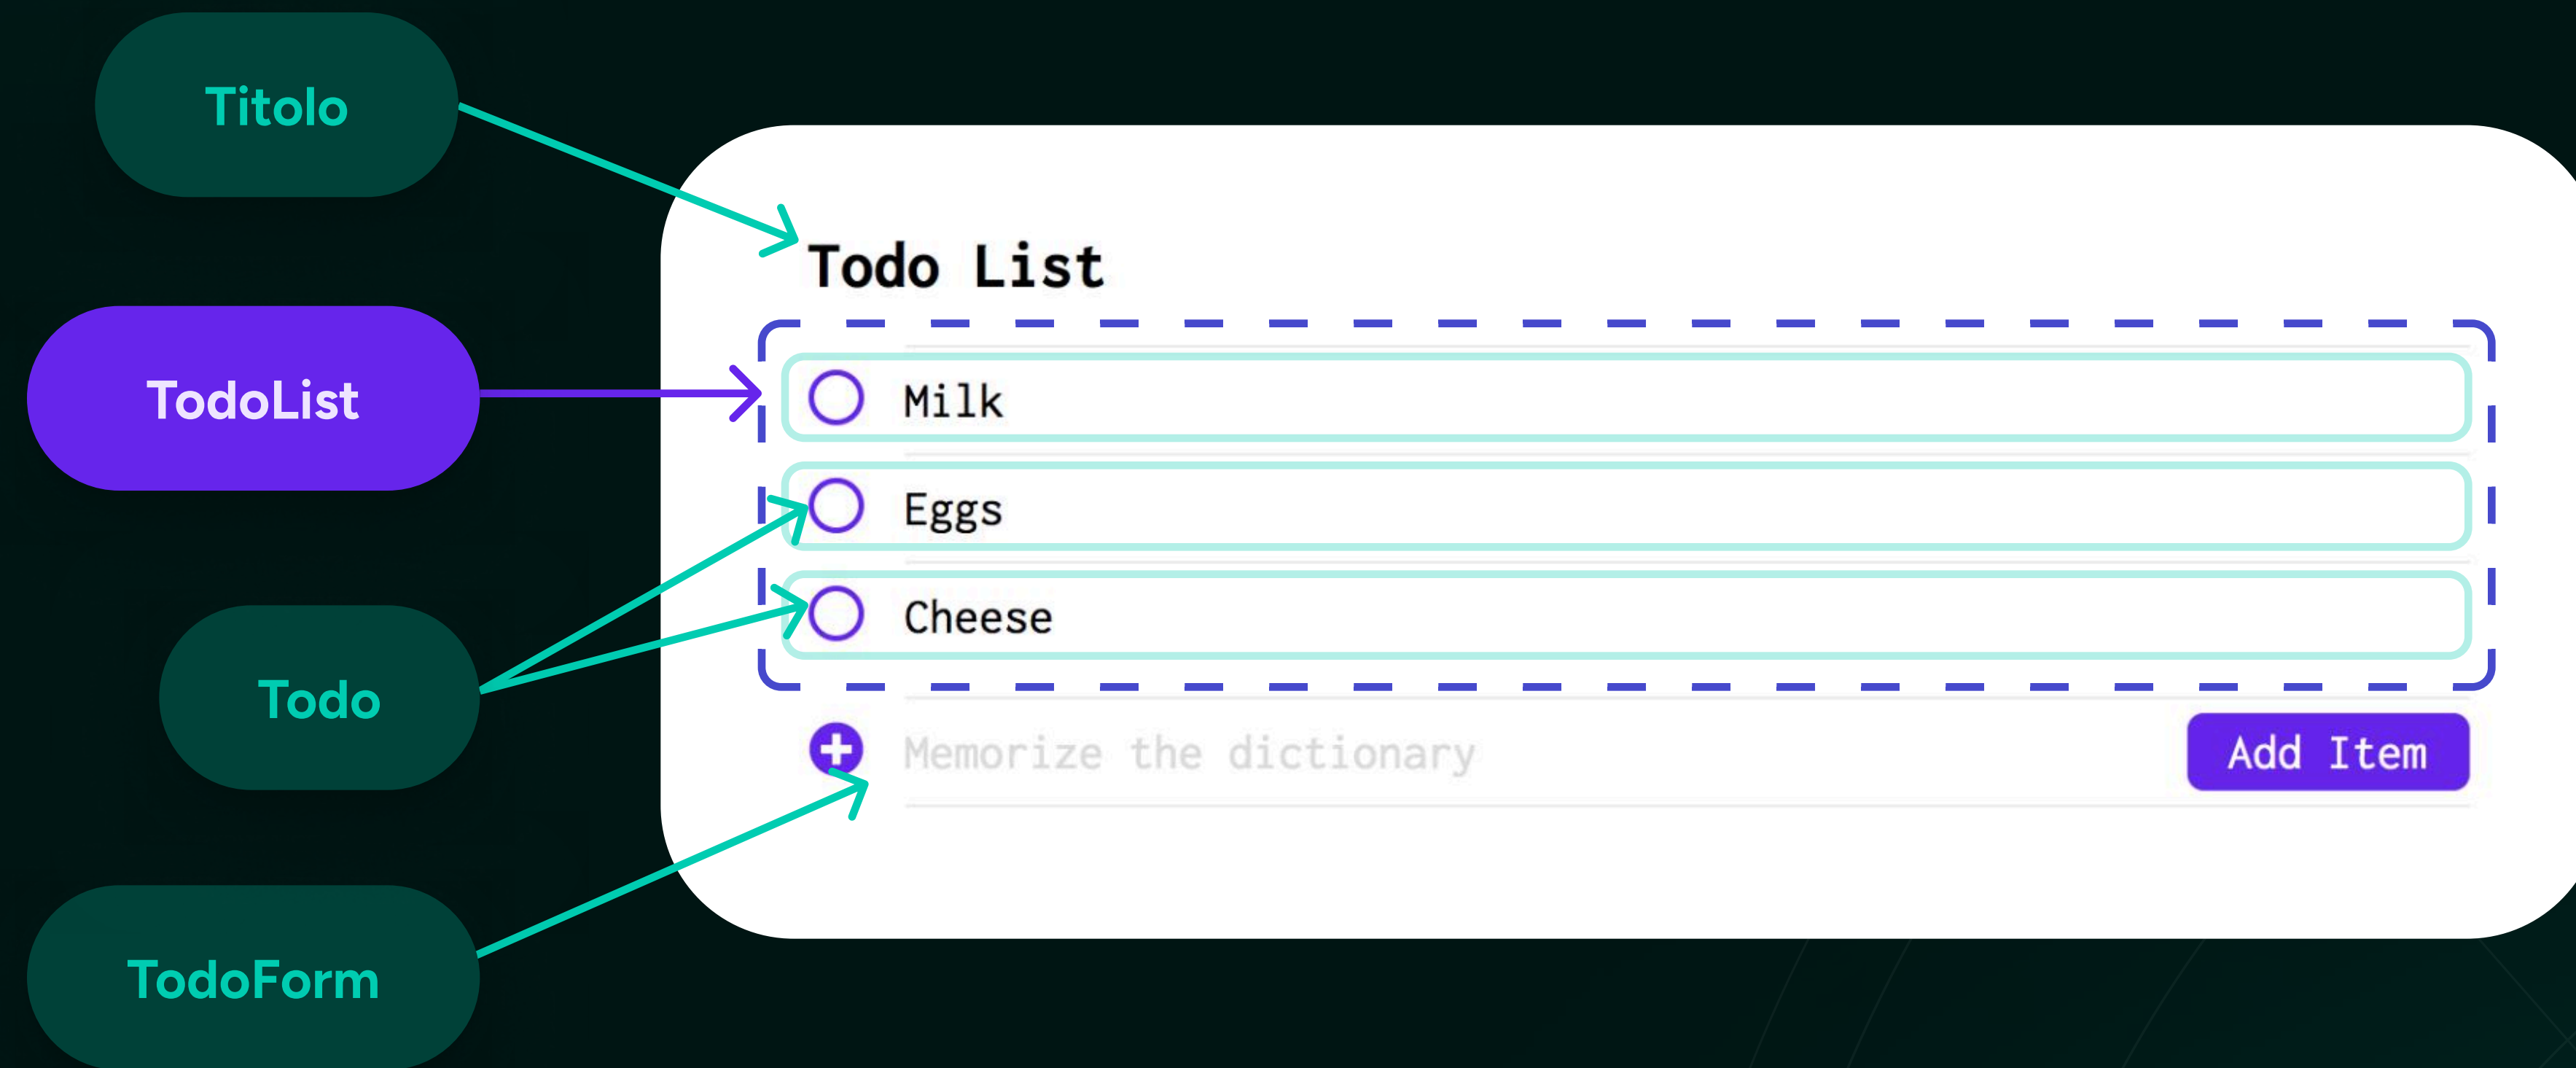 Titolo
Todo List
TodoList
Milk
Eggs
Cheese
Todo
Memorize the dictionary
Add Item
TodoForm